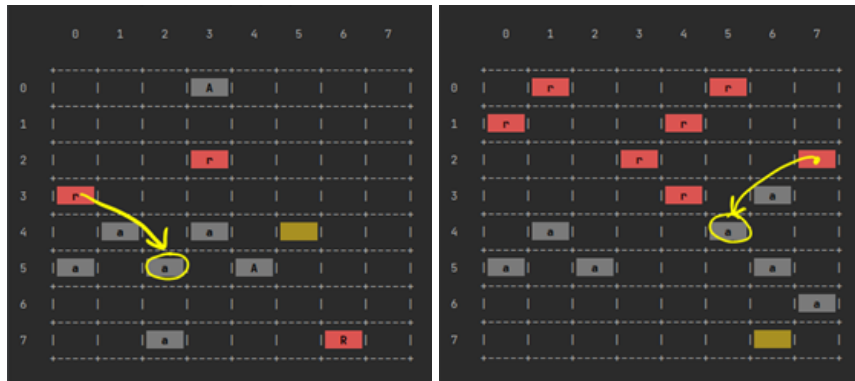 0 1 2 3 4 5 6 7
0 A
1
2 r
3 r
4 a a
5 a a A
6
7 a R
0 1 2 3 4 5 6 7
0 r r
1 r r
2 r
3 r a
4 a a
5 a a a
6 a
7